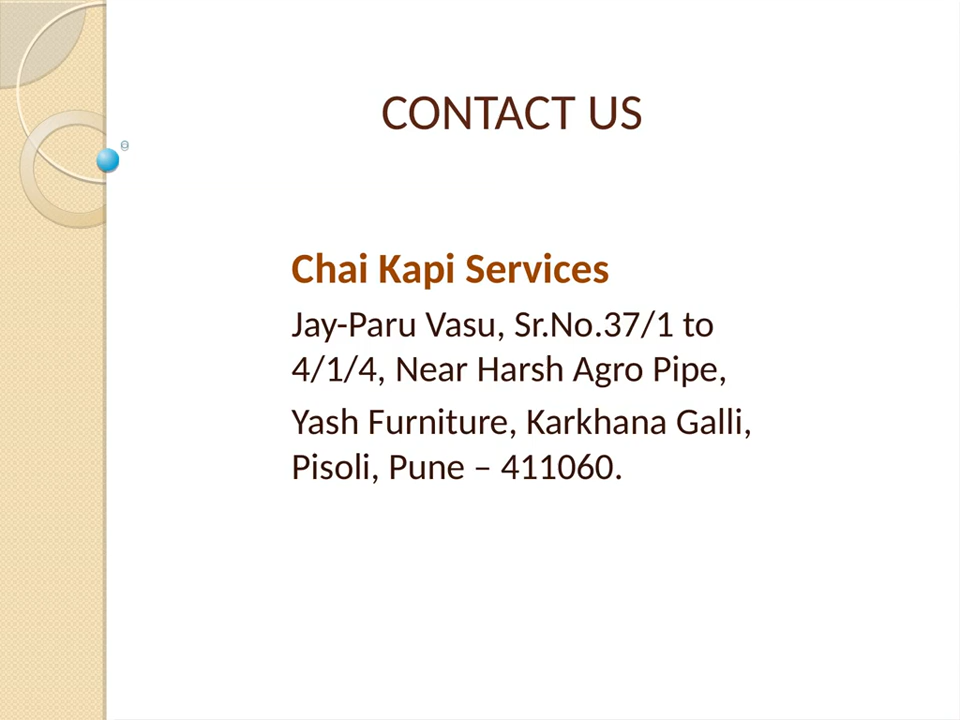 CONTACT US
Chai Kapi Services
Jay-Paru Vasu, Sr.No.37/1 to
4/1/4, Near Harsh Agro Pipe,
Yash Furniture, Karkhana Galli,
Pisoli, Pune – 411060.